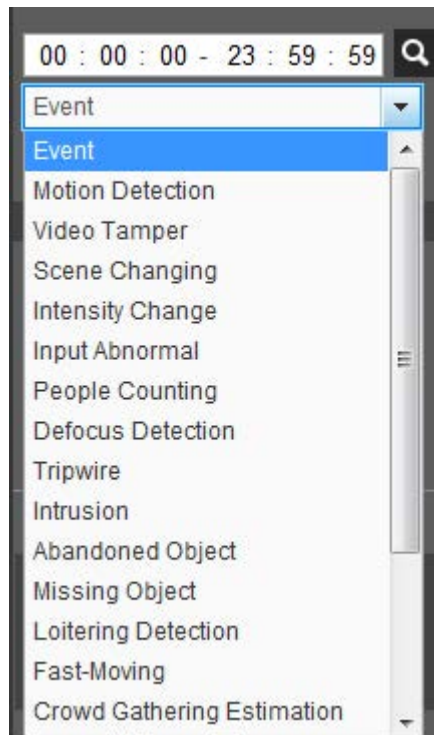 00 : 00 : 00 - 23 : 59 : 59
Event
Event
Motion Detection
Video Tamper
Scene Changing
Intensity Change
Input Abnormal
People Counting
Defocus Detection
Tripwire
Intrusion
Abandoned Object
Missing Object
Loitering Detection
Fast-Moving
Crowd Gathering Estimation